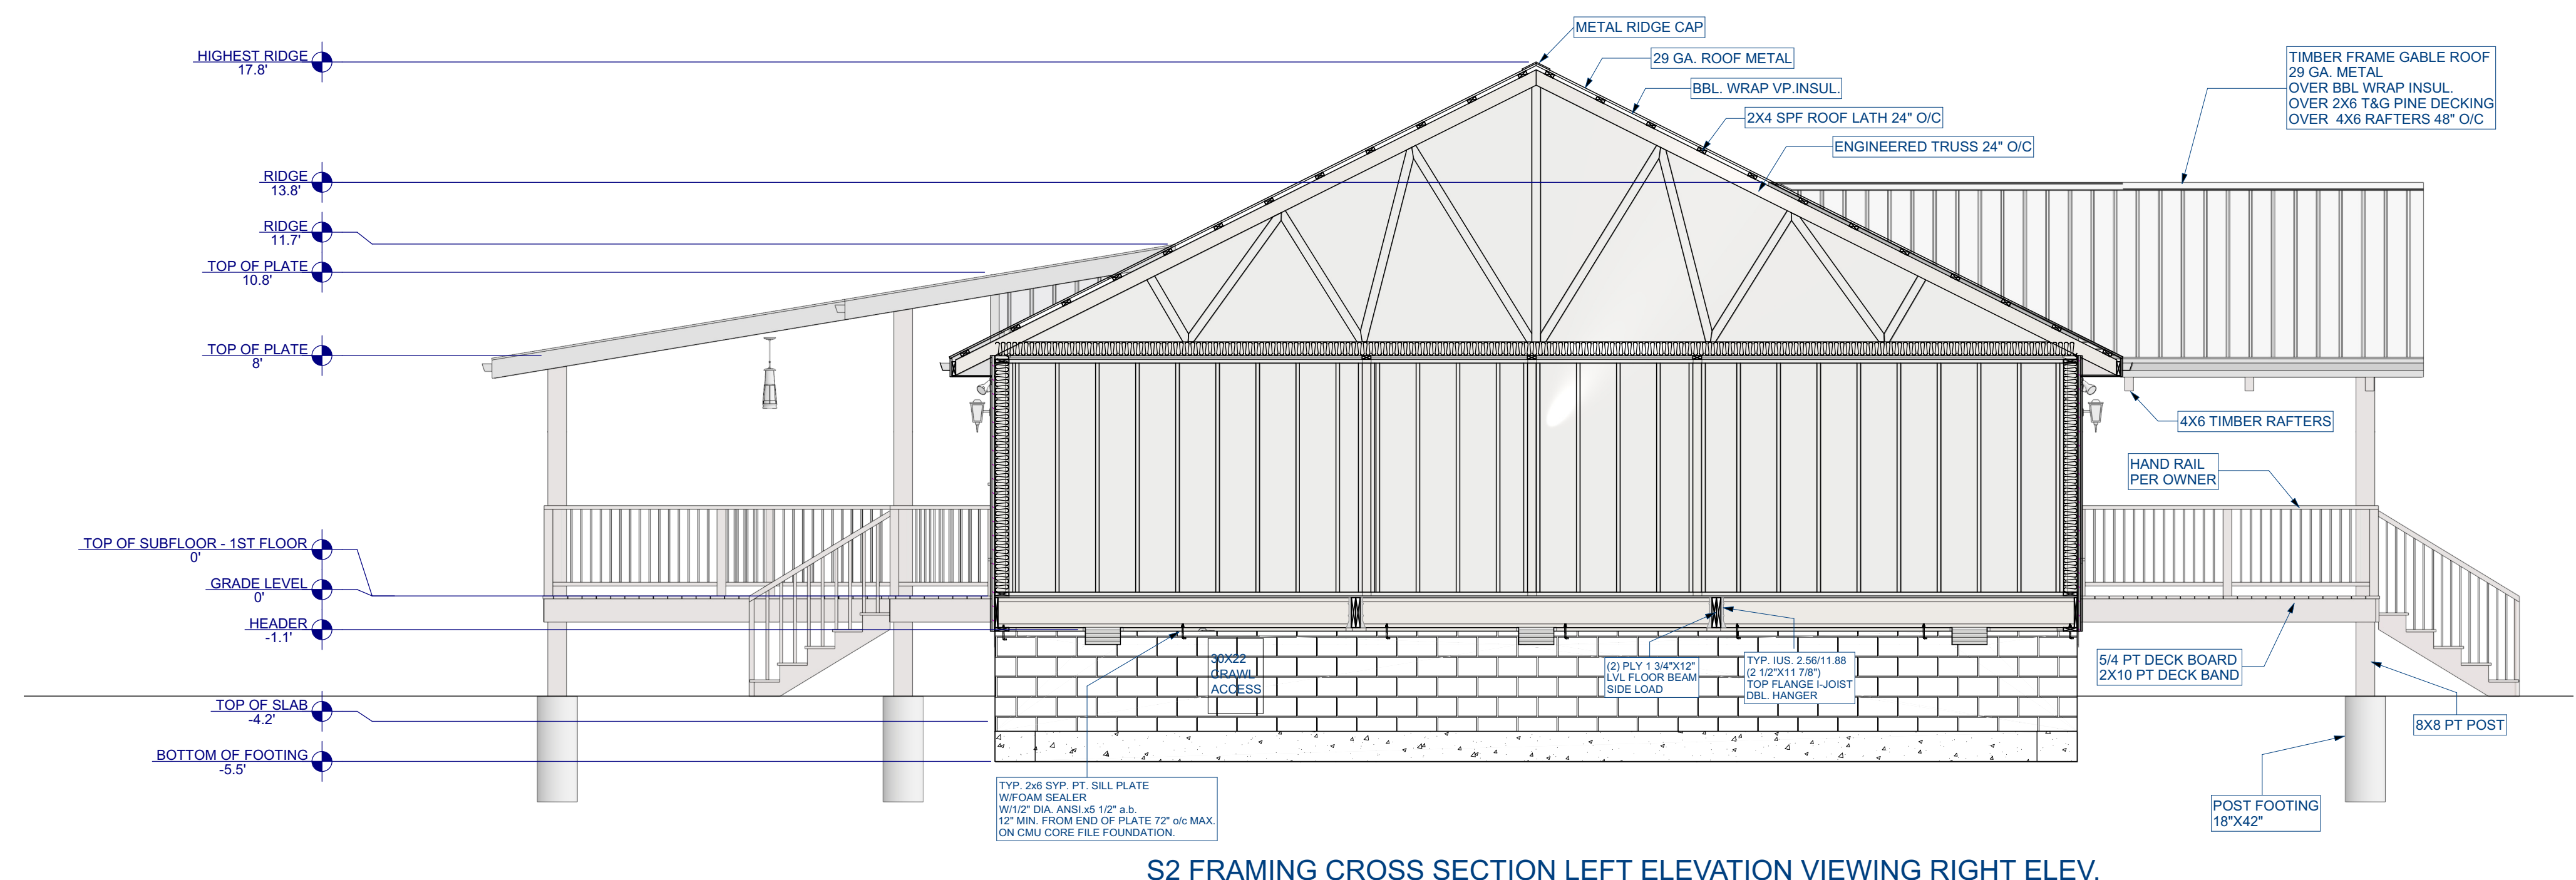 HIGHEST RIDGE
17.8'
RIDGE
13.8'
RIDGE
11.7'
TOP OF PLATE
10.8'
TOP OF PLATE
8'
TOP OF SUBFLOOR - 1ST FLOOR
0'
GRADE LEVEL
0'
HEADER
-1.1'
TOP OF SLAB
-4.2'
BOTTOM OF FOOTING
-5.5'
METAL RIDGE CAP
29 GA. ROOF METAL
BBL. WRAP VP.INSUL.
2X4 SPF ROOF LATH 24" O/C
ENGINEERED TRUSS 24" O/C
TIMBER FRAME GABLE ROOF
29 GA. METAL
OVER BBL WRAP INSUL.
OVER 2X6 T&G PINE DECKING
OVER 4X6 RAFTERS 48" O/C
4X6 TIMBER RAFTERS
HAND RAIL
PER OWNER
30X22
CRAWL
ACCESS
(2) PLY 1 3/4"X12"
LVL FLOOR BEAM
SIDE LOAD
TYP. IUS. 2.56/11.88
(2 1/2"X11 7/8")
TOP FLANGE I-JOIST
DBL. HANGER
5/4 PT DECK BOARD
2X10 PT DECK BAND
8X8 PT POST
POST FOOTING
18"X42"
TYP. 2x6 SYP. PT. SILL PLATE
W/FOAM SEALER
W/1/2" DIA. ANSI.x5 1/2" a.b.
12" MIN. FROM END OF PLATE 72" o/c MAX.
ON CMU CORE FILE FOUNDATION.
S2 FRAMING CROSS SECTION LEFT ELEVATION VIEWING RIGHT ELEV.